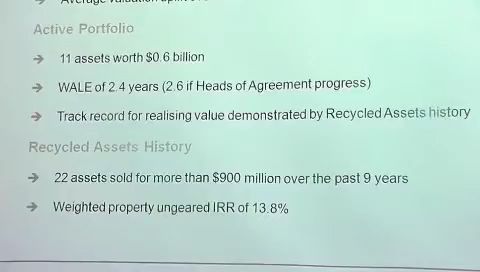 Average valuation
Active Portfolio
→ 11 assets worth $0.6 billion
→ WALE of 2.4 years (2.6 if Heads of Agreement progress)
→ Track record for realising value demonstrated by Recycled Assets history
Recycled Assets History
→ 22 assets sold for more than $900 million over the past 9 years
→ Weighted property ungeared IRR of 13.8%